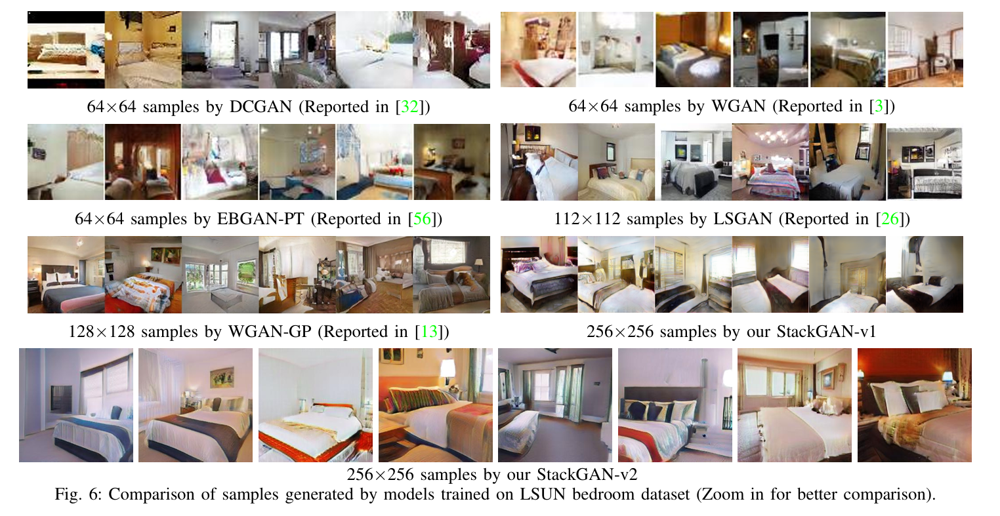 64×64 samples by DCGAN (Reported in [32])
64×64 samples by WGAN (Reported in [3])
64×64 samples by EBGAN-PT (Reported in [56])
112×112 samples by LSGAN (Reported in [26])
128×128 samples by WGAN-GP (Reported in [13])
256×256 samples by our StackGAN-v1
256×256 samples by our StackGAN-v2
Fig. 6: Comparison of samples generated by models trained on LSUN bedroom dataset (Zoom in for better comparison).